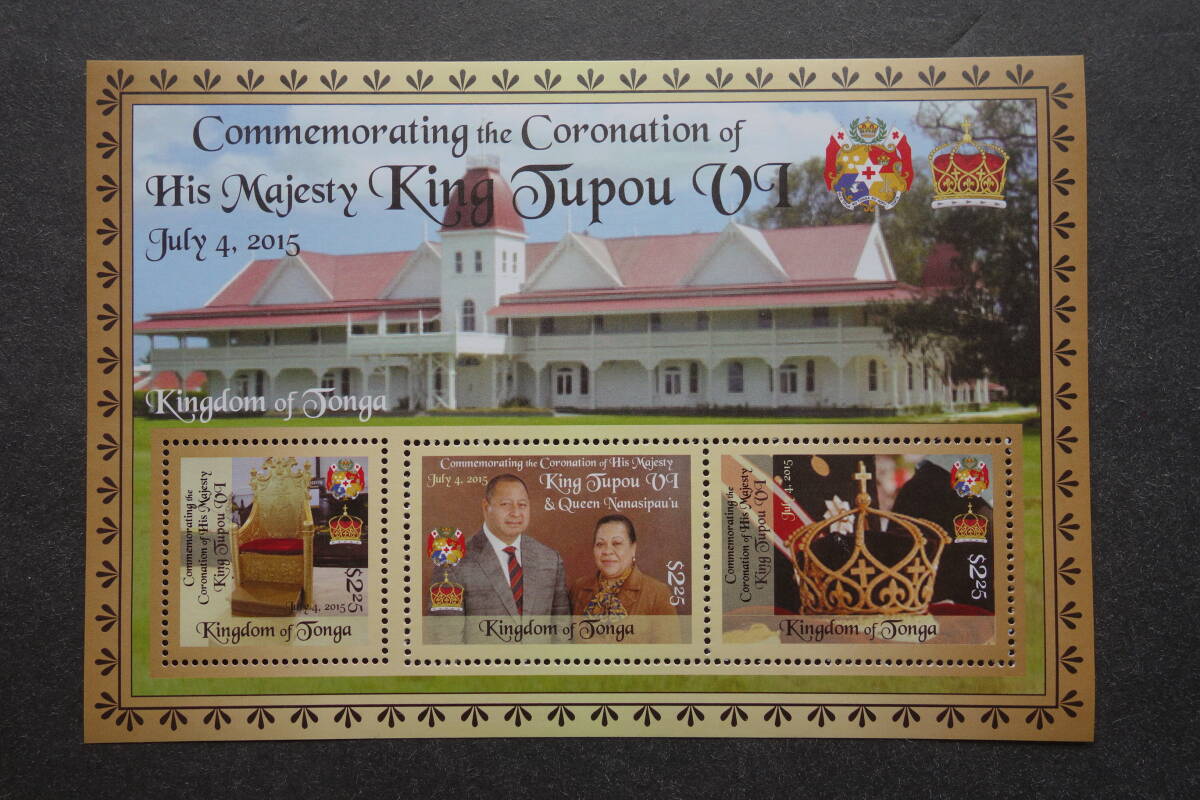 Commemorating the Coronation of
His Majesty King Tupou VI
July 4, 2015
Kingdom of Tonga
Commemorating the
Coronation of His Majesty
King Tupou VI
July 4, 2015
$2.25
Kingdom of Tonga
Commemorating the Coronation of His Majesty
July 4, 2015
King Tupou VI
& Queen Nanasipau'u
$2.25
Kingdom of Tonga
Commemorating the
Coronation of His Majesty
King Tupou VI
July 4, 2015
$2.25
Kingdom of Tonga